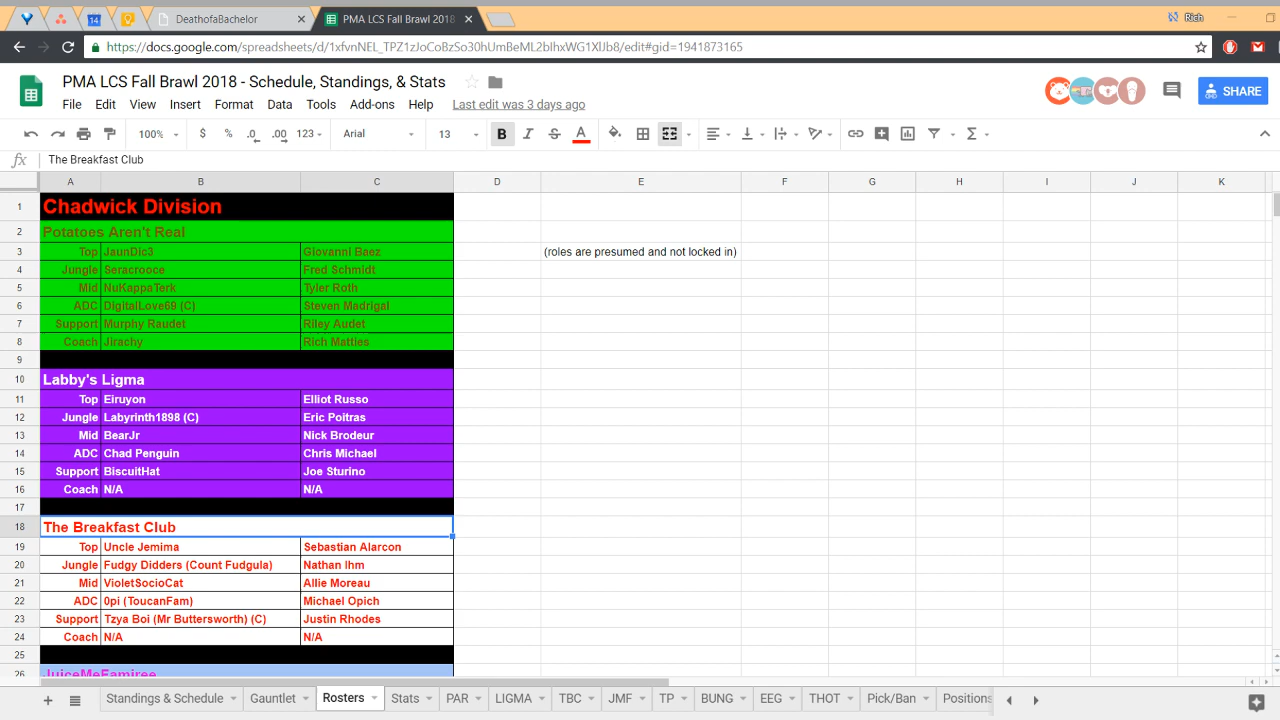 14 DeathofaBachelor × PMA LCS Fall Brawl 2018 × Rich
https://docs.google.com/spreadsheets/d/1xfvnNEL_TPZ1zJoCoBzSo30hUmBeML2bIixWG1XlJb8/edit#gid=1941873165
PMA LCS Fall Brawl 2018 - Schedule, Standings, & Stats
File Edit View Insert Format Data Tools Add-ons Help Last edit was 3 days ago SHARE
100% $ % .0 .00 123 Arial 13 B I S A
fx The Breakfast Club
A B C D E F G H I J K
1 Chadwick Division
2 Potatoes Aren't Real
3 Top JaunDic3 Giovanni Baez (roles are presumed and not locked in)
4 Jungle Seracrooce Fred Schmidt
5 Mid NuKappaTerk Tyler Roth
6 ADC DigitalLove69 (C) Steven Madrigal
7 Support Murphy Raudet Riley Audet
8 Coach Jirachy Rich Matties
9
10 Labby's Ligma
11 Top Eiruyon Elliot Russo
12 Jungle Labyrinth1898 (C) Eric Poitras
13 Mid BearJr Nick Brodeur
14 ADC Chad Penguin Chris Michael
15 Support BiscuitHat Joe Sturino
16 Coach N/A N/A
17
18 The Breakfast Club
19 Top Uncle Jemima Sebastian Alarcon
20 Jungle Fudgy Didders (Count Fudgula) Nathan Ihm
21 Mid VioletSocioCat Allie Moreau
22 ADC 0pi (ToucanFam) Michael Opich
23 Support Tzya Boi (Mr Buttersworth) (C) Justin Rhodes
24 Coach N/A N/A
25
26 JuiceMeFamiree
Standings & Schedule Gauntlet Rosters Stats PAR LIGMA TBC JMF TP BUNG EEG THOT Pick/Ban Positions